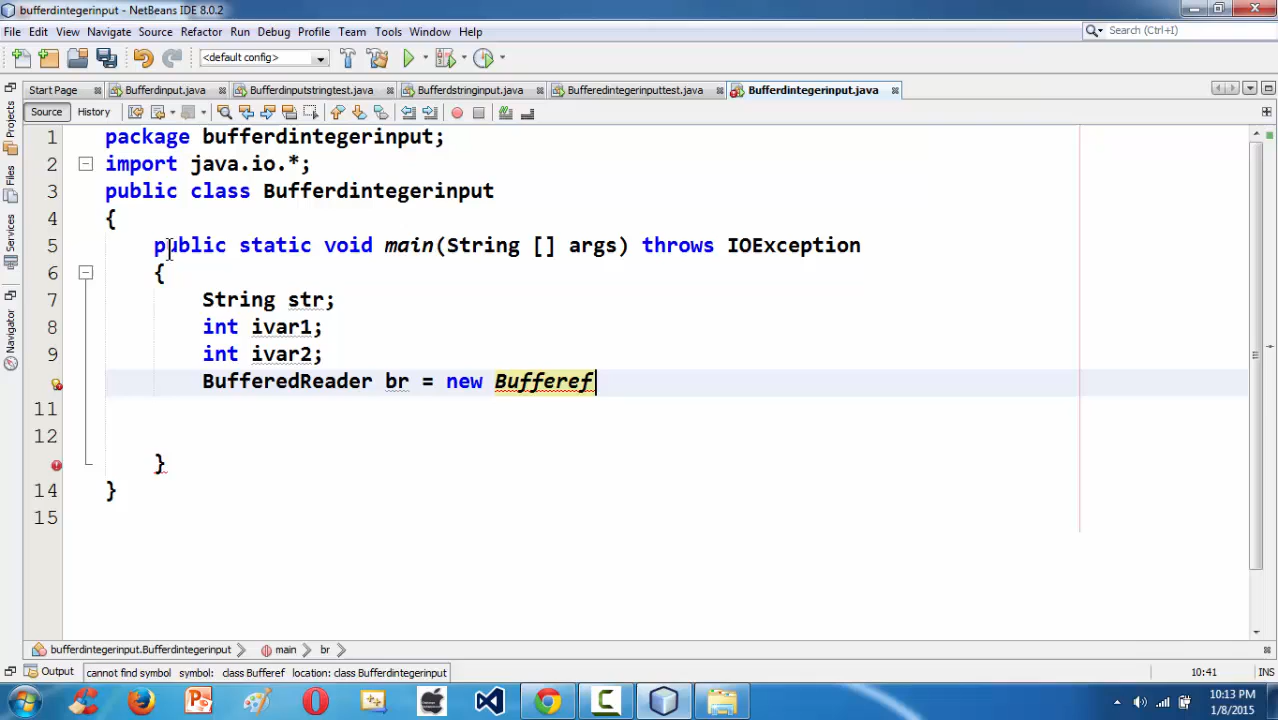 bufferdintegerinput - NetBeans IDE 8.0.2
File Edit View Navigate Source Refactor Run Debug Profile Team Tools Window Help
Search (Ctrl+I)
<default config>
Start Page Bufferdinput.java Bufferdinputstringtest.java Bufferdstringinput.java Bufferedintegerinputtest.java Bufferdintegerinput.java
Source History
Projects
Files
Services
Navigator
1 package bufferdintegerinput;
2 import java.io.*;
3 public class Bufferdintegerinput
4 {
5 public static void main(String [] args) throws IOException
6 {
7 String str;
8 int ivar1;
9 int ivar2;
BufferedReader br = new Bufferef
11
12
}
14 }
15
bufferdintegerinput.Bufferdintegerinput main br
Output cannot find symbol symbol: class Bufferef location: class Bufferdintegerinput 10:41 INS
10:13 PM
1/8/2015